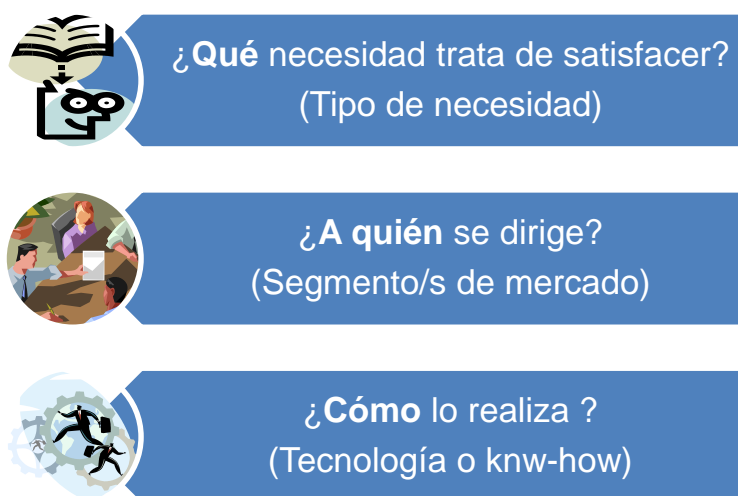 ¿Qué necesidad trata de satisfacer?
(Tipo de necesidad)
¿A quién se dirige?
(Segmento/s de mercado)
¿Cómo lo realiza ?
(Tecnología o knw-how)